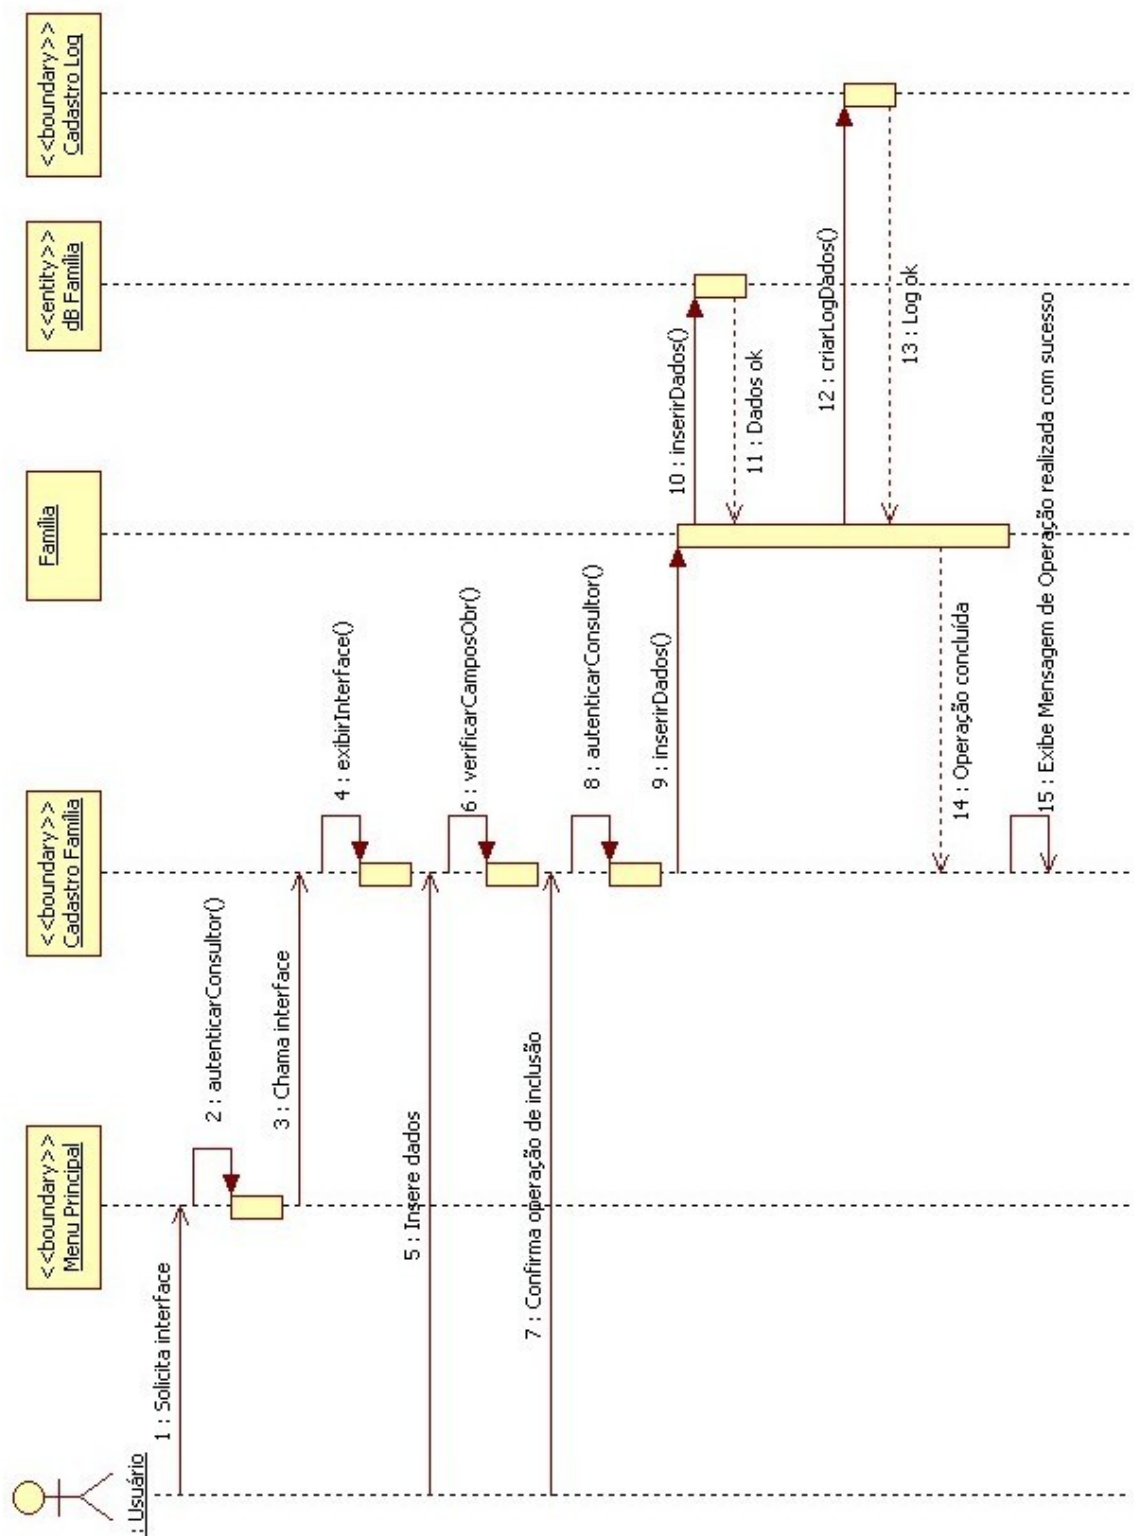 : Usuário
<<boundary>>
Menu Principal
<<boundary>>
Cadastro Família
Família
<<entity>>
dB Família
<<boundary>>
Cadastro Log
1 : Solicita interface
2 : autenticarConsultor()
3 : Chama interface
4 : exibirInterface()
5 : Insere dados
6 : verificarCamposObr()
7 : Confirma operação de inclusão
8 : autenticarConsultor()
9 : inserirDados()
10 : inserirDados()
11 : Dados ok
12 : criarLogDados()
13 : Log ok
14 : Operação concluída
15 : Exibe Mensagem de Operação realizada com sucesso